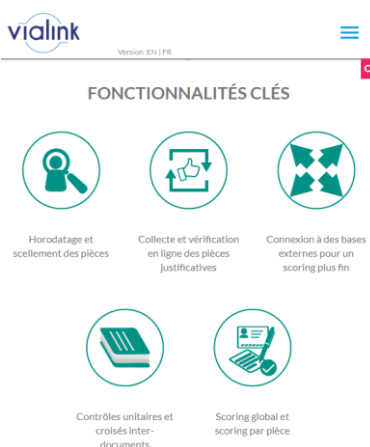 vialink
Version :EN | FR
FONCTIONNALITÉS CLÉS
Horodatage et
scellement des pièces
Collecte et vérification
en ligne des pièces
justificatives
Connexion à des bases
externes pour un
scoring plus fin
Contrôles unitaires et
croisés inter-
documents
Scoring global et
scoring par pièce